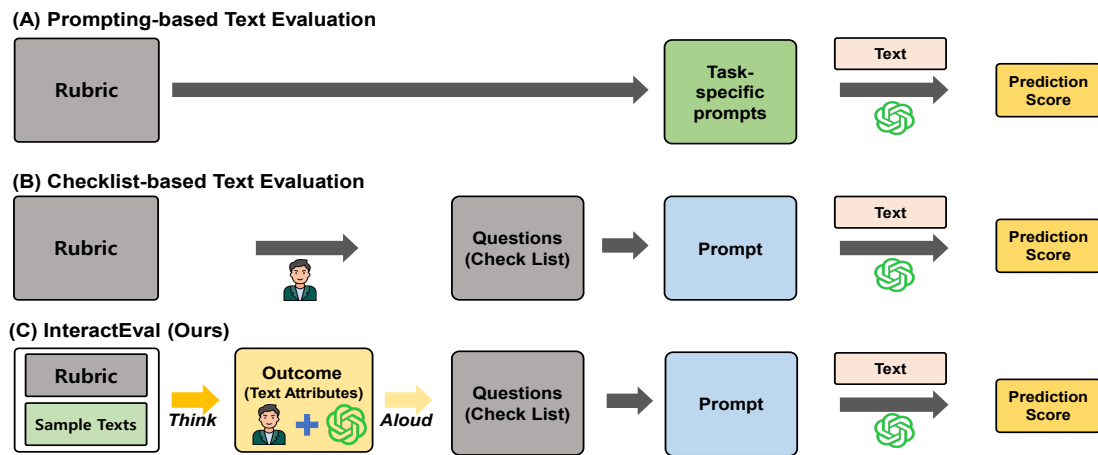 (A) Prompting-based Text Evaluation
Rubric
Task-
specific
prompts
Text
Prediction
Score
(B) Checklist-based Text Evaluation
Rubric
Questions
(Check List)
Prompt
Text
Prediction
Score
(C) InteractEval (Ours)
Rubric
Sample Texts
Think
Outcome
(Text Attributes)
Aloud
Questions
(Check List)
Prompt
Text
Prediction
Score